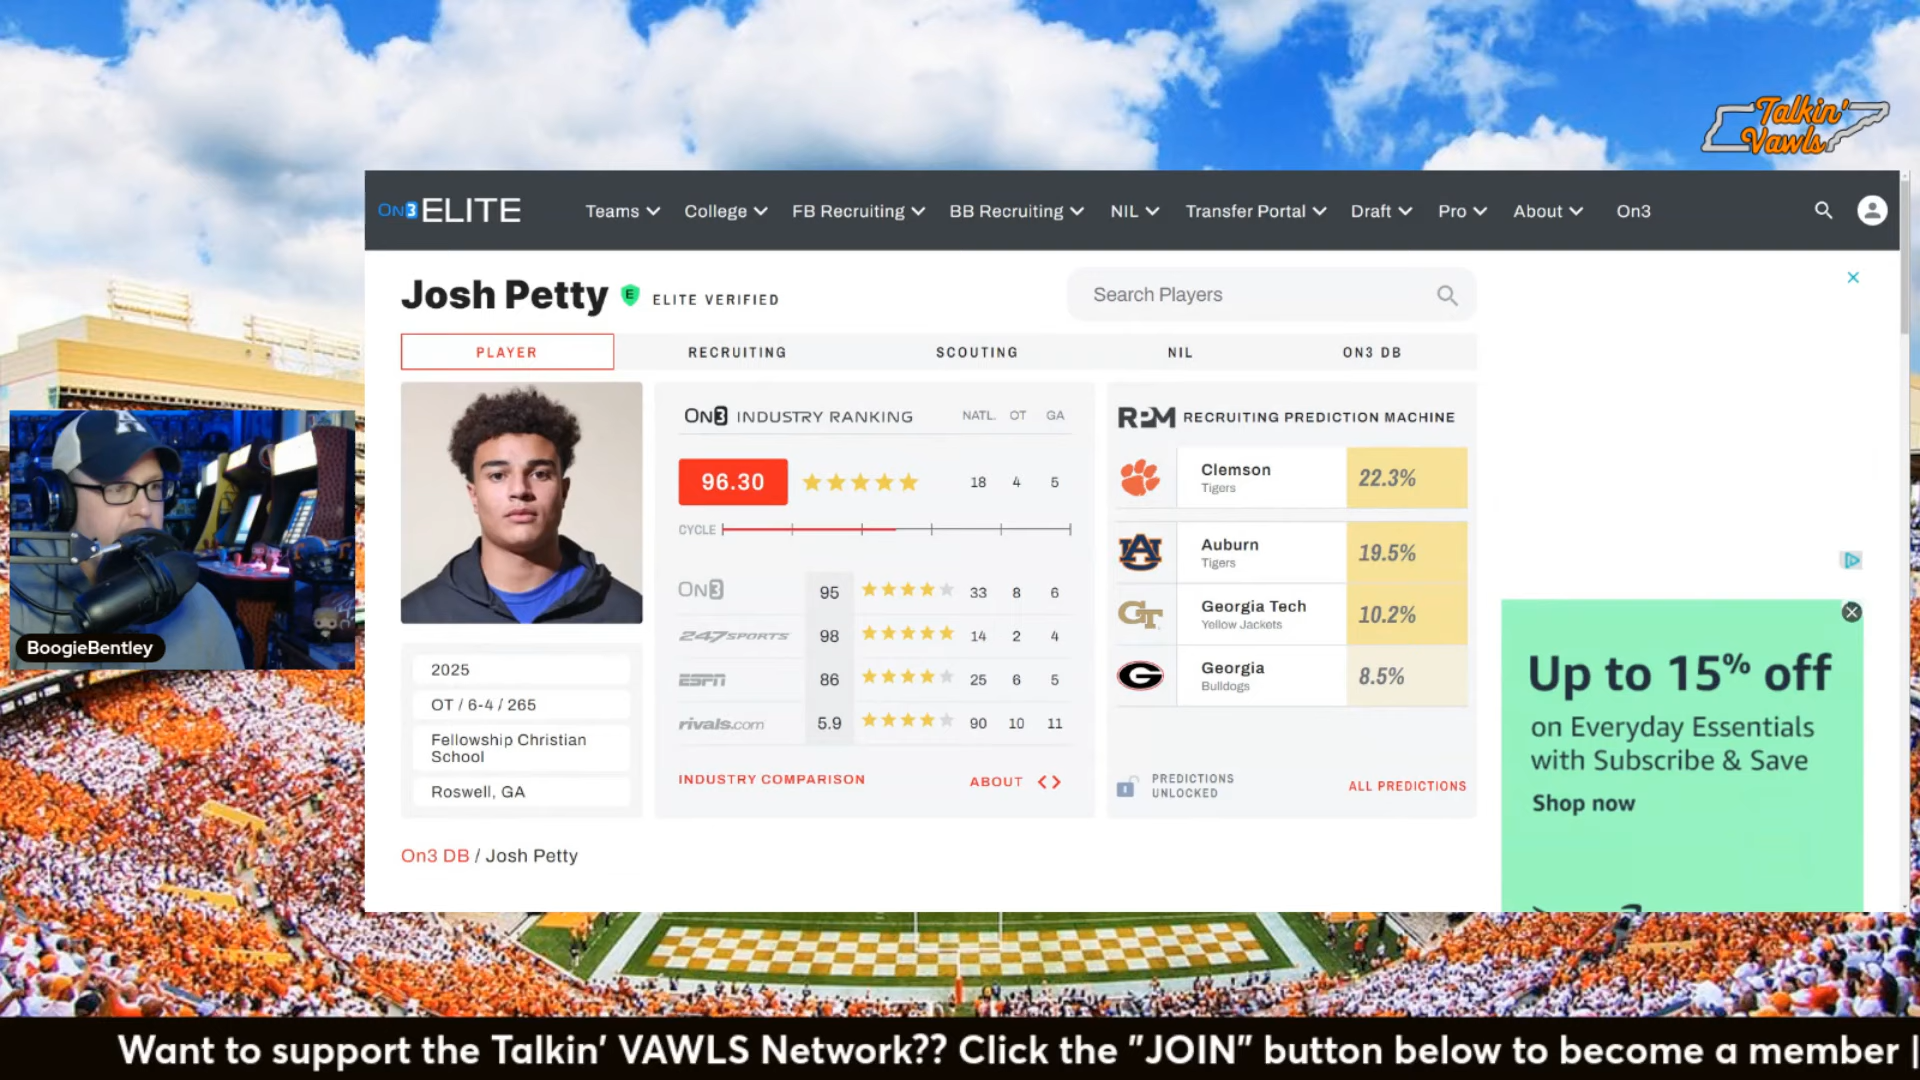 Talkin'
Vawls
ON3 ELITE Teams College FB Recruiting BB Recruiting NIL Transfer Portal Draft Pro About On3
Josh Petty E ELITE VERIFIED
Search Players
PLAYER RECRUITING SCOUTING NIL ON3 DB
ON3 INDUSTRY RANKING NATL. OT GA
96.30 18 4 5
CYCLE
ON3 95 33 8 6
247SPORTS 98 14 2 4
ESPN 86 25 6 5
rivals.com 5.9 90 10 11
INDUSTRY COMPARISON ABOUT
2025
OT / 6-4 / 265
Fellowship Christian
School
Roswell, GA
RPM RECRUITING PREDICTION MACHINE
Clemson
Tigers
22.3%
AU Auburn
Tigers
19.5%
GT Georgia Tech
Yellow Jackets
10.2%
G Georgia
Bulldogs
8.5%
PREDICTIONS
UNLOCKED
ALL PREDICTIONS
On3 DB / Josh Petty
Up to 15% off
on Everyday Essentials
with Subscribe & Save
Shop now
A
BoogieBentley
Want to support the Talkin' VAWLS Network?? Click the "JOIN" button below to become a member |